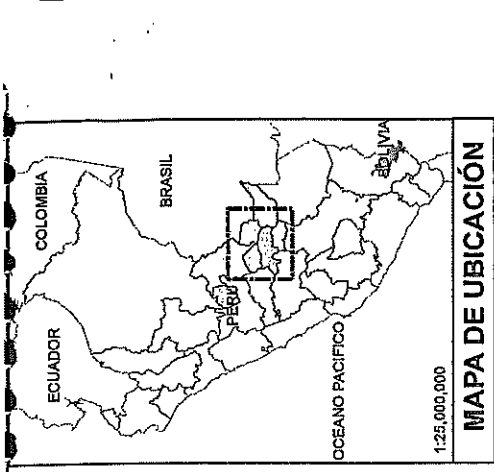 COLOMBIA
ECUADOR
BRASIL
PERU
BOLIVIA
OCEANO PACIFICO
1:25,000,000
MAPA DE UBICACIÓN